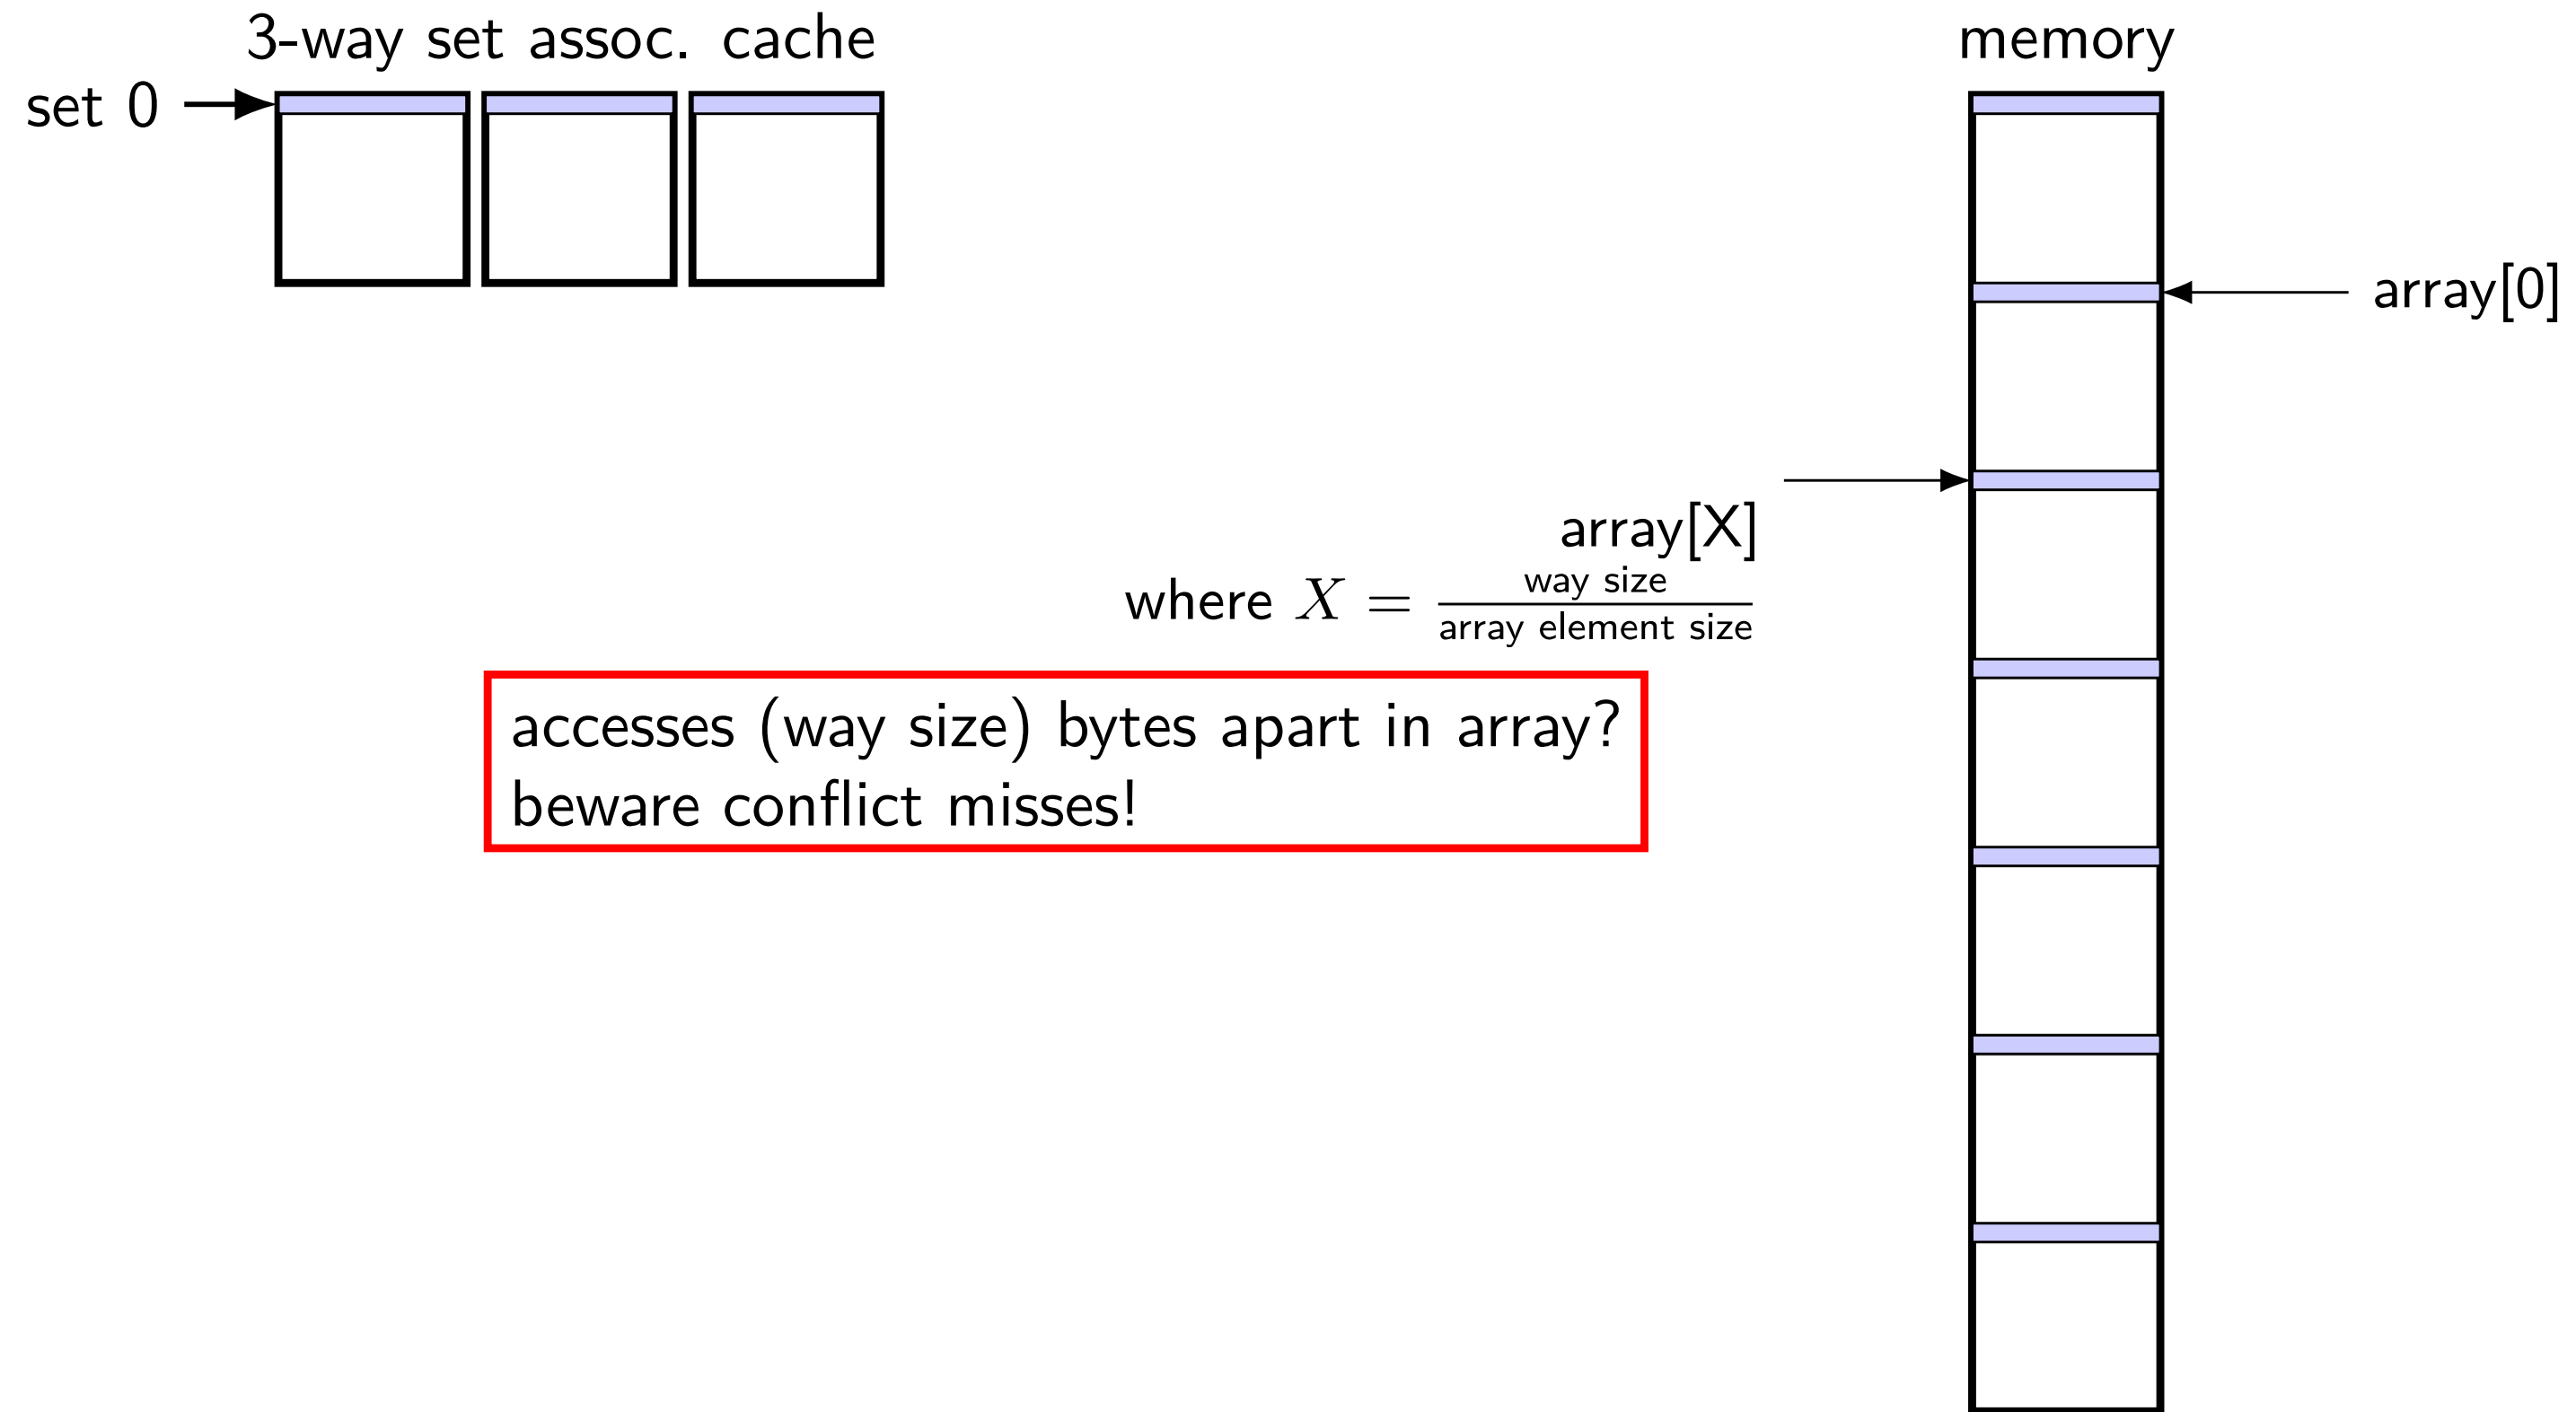 3-way set assoc. cache
memory
set 0
array[0]
array[X]
where X = way size / array element size
accesses (way size) bytes apart in array?
beware conflict misses!